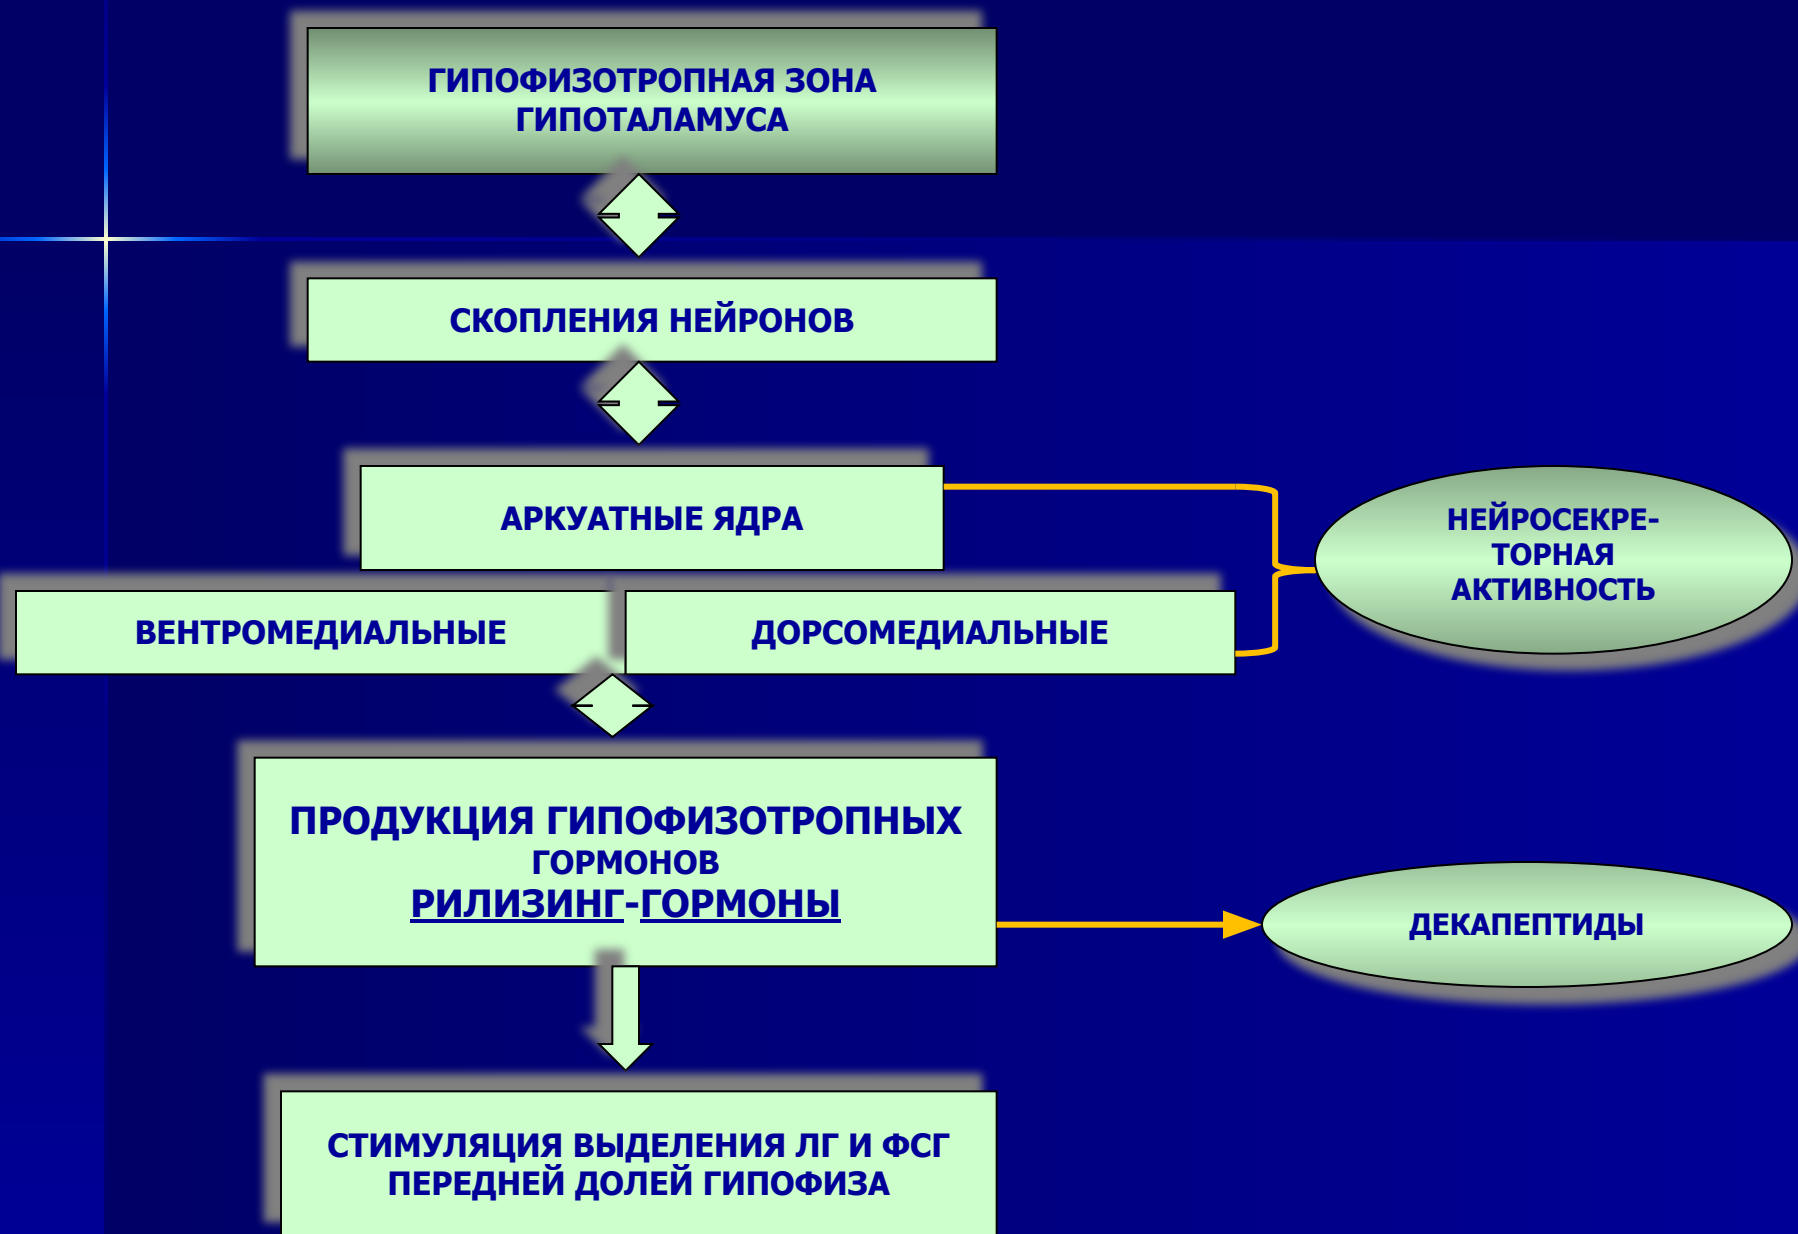 ГИПОФИЗОТРОПНАЯ ЗОНА
ГИПОТАЛАМУСА
СКОПЛЕНИЯ НЕЙРОНОВ
АРКУАТНЫЕ ЯДРА
НЕЙРОСЕКРЕ-
ТОРНАЯ
АКТИВНОСТЬ
ВЕНТРОМЕДИАЛЬНЫЕ
ДОРСОМЕДИАЛЬНЫЕ
ПРОДУКЦИЯ ГИПОФИЗОТРОПНЫХ
ГОРМОНОВ
РИЛИЗИНГ-ГОРМОНЫ
ДЕКАПЕПТИДЫ
СТИМУЛЯЦИЯ ВЫДЕЛЕНИЯ ЛГ И ФСГ
ПЕРЕДНЕЙ ДОЛЕЙ ГИПОФИЗА